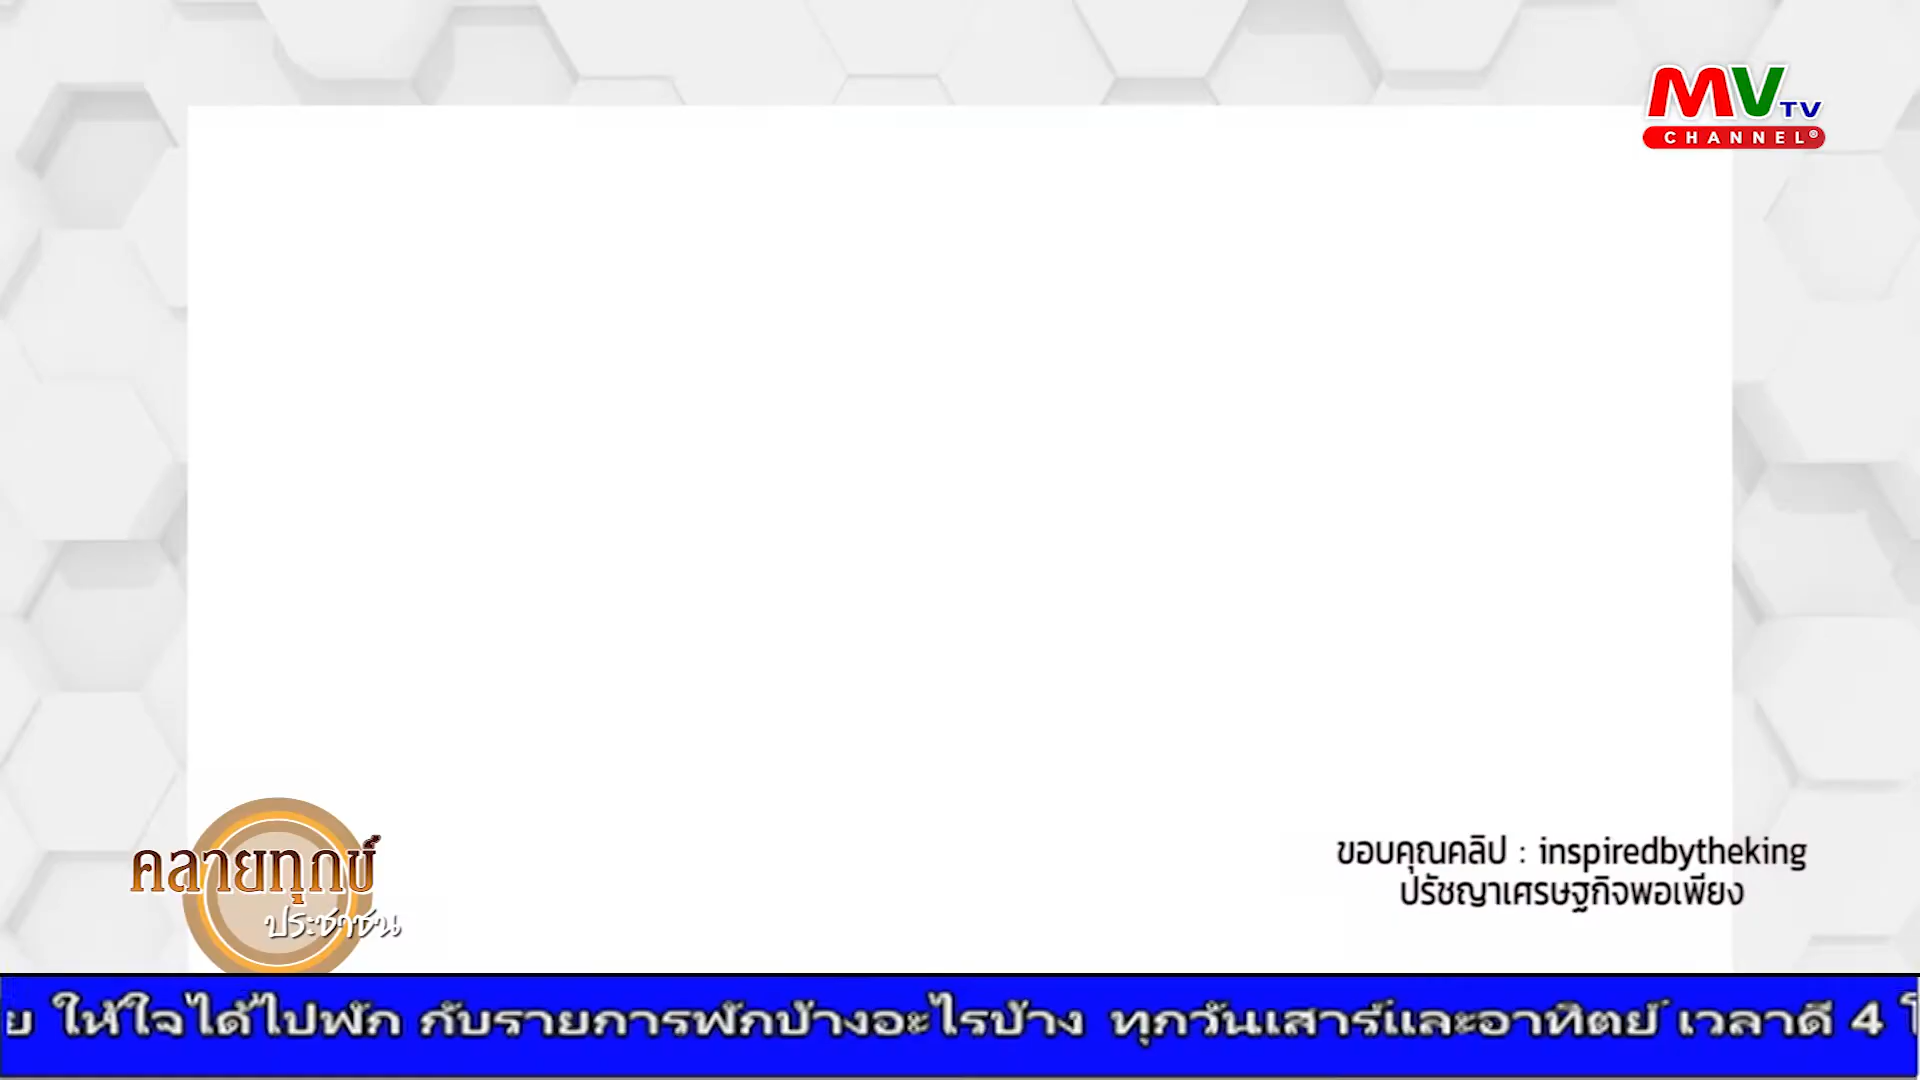 MVTV
CHANNEL®
คลายทุกข์
ประชาชน
ขอบคุณคลิป : inspiredbytheking
ปรัชญาเศรษฐกิจพอเพียง
ให้ใจได้ไปพัก กับรายการพักบ้างอะไรบ้าง ทุกวันเสาร์และอาทิตย์ เวลาดี 4